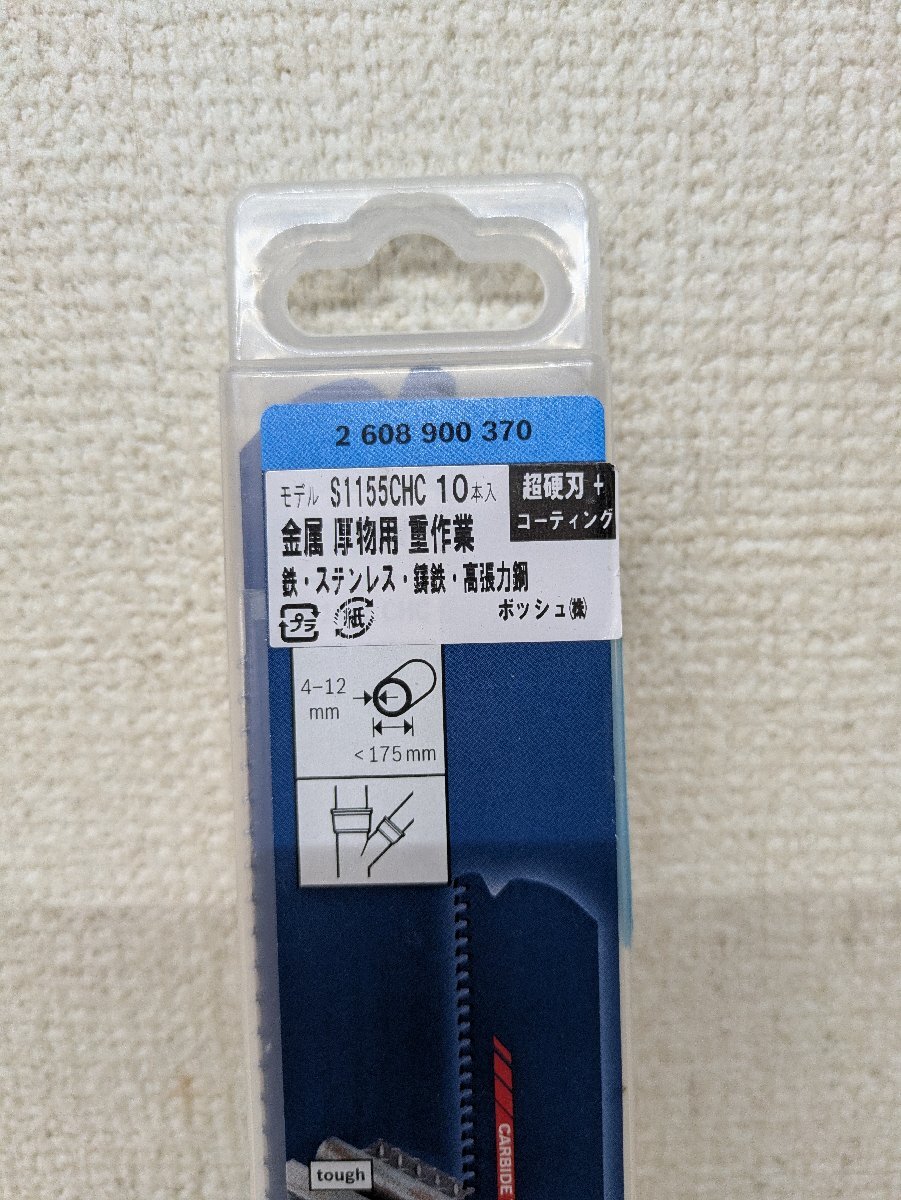 2 608 900 370
モデル S1155CHC 10本入
超硬刃 +
コーティング
金属 厚物用 重作業
鉄・ステンレス・鋳鉄・高張力鋼
プラ
紙
ボッシュ㈱
4-12
mm
<175mm
CARBIDE
tough